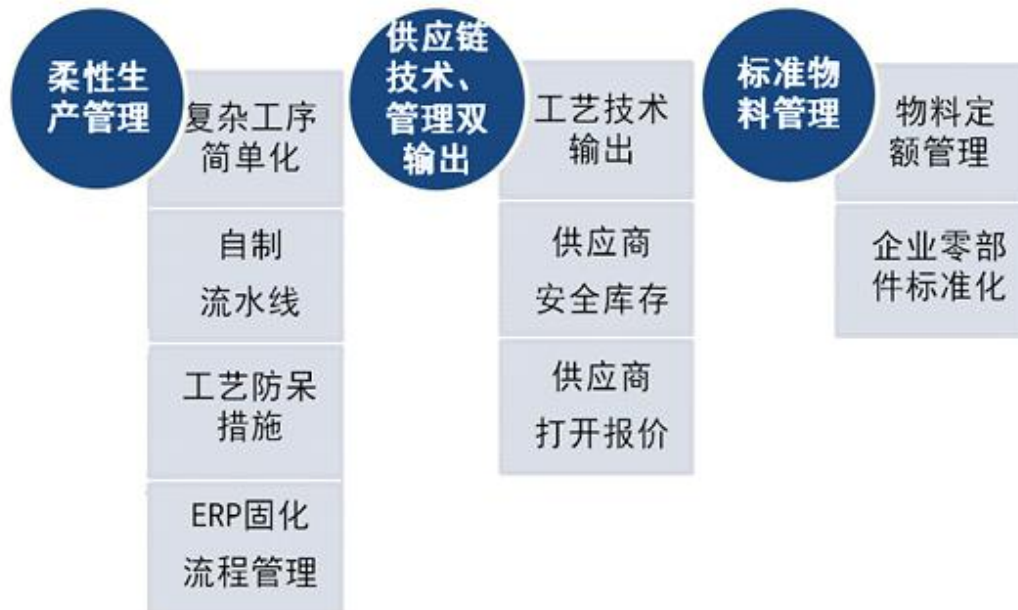 柔性生
产管理
复杂工序
简单化
自制
流水线
工艺防呆
措施
ERP固化
流程管理
供应链
技术、
管理双
输出
工艺技术
输出
供应商
安全库存
供应商
打开报价
标准物
料管理
物料定
额管理
企业零部
件标准化